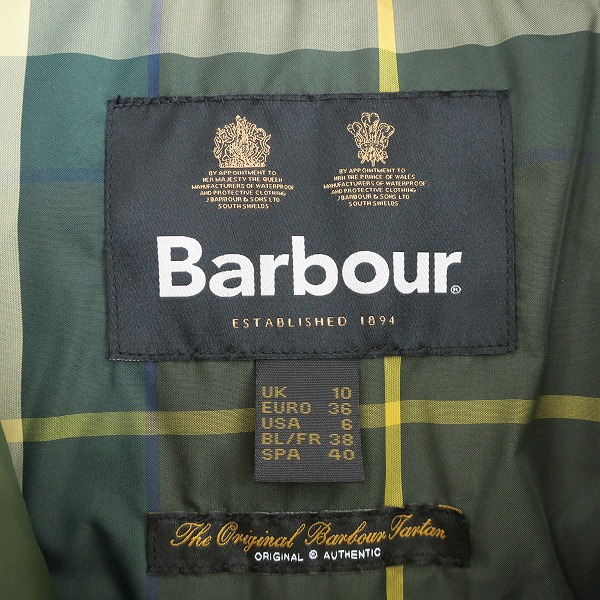 BY APPOINTMENT TO
HER MAJESTY THE QUEEN
MANUFACTURERS OF WATERPROOF
AND PROTECTIVE CLOTHING
J BARBOUR & SONS LTD
SOUTH SHIELDS
BY APPOINTMENT TO
HRH THE PRINCE OF WALES
MANUFACTURERS OF WATERPROOF
AND PROTECTIVE CLOTHING
J BARBOUR & SONS LTD
SOUTH SHIELDS
Barbour®
ESTABLISHED 1894
UK 10
EURO 36
USA 6
BL/FR 38
SPA 40
The Original Barbour Tartan
ORIGINAL © AUTHENTIC